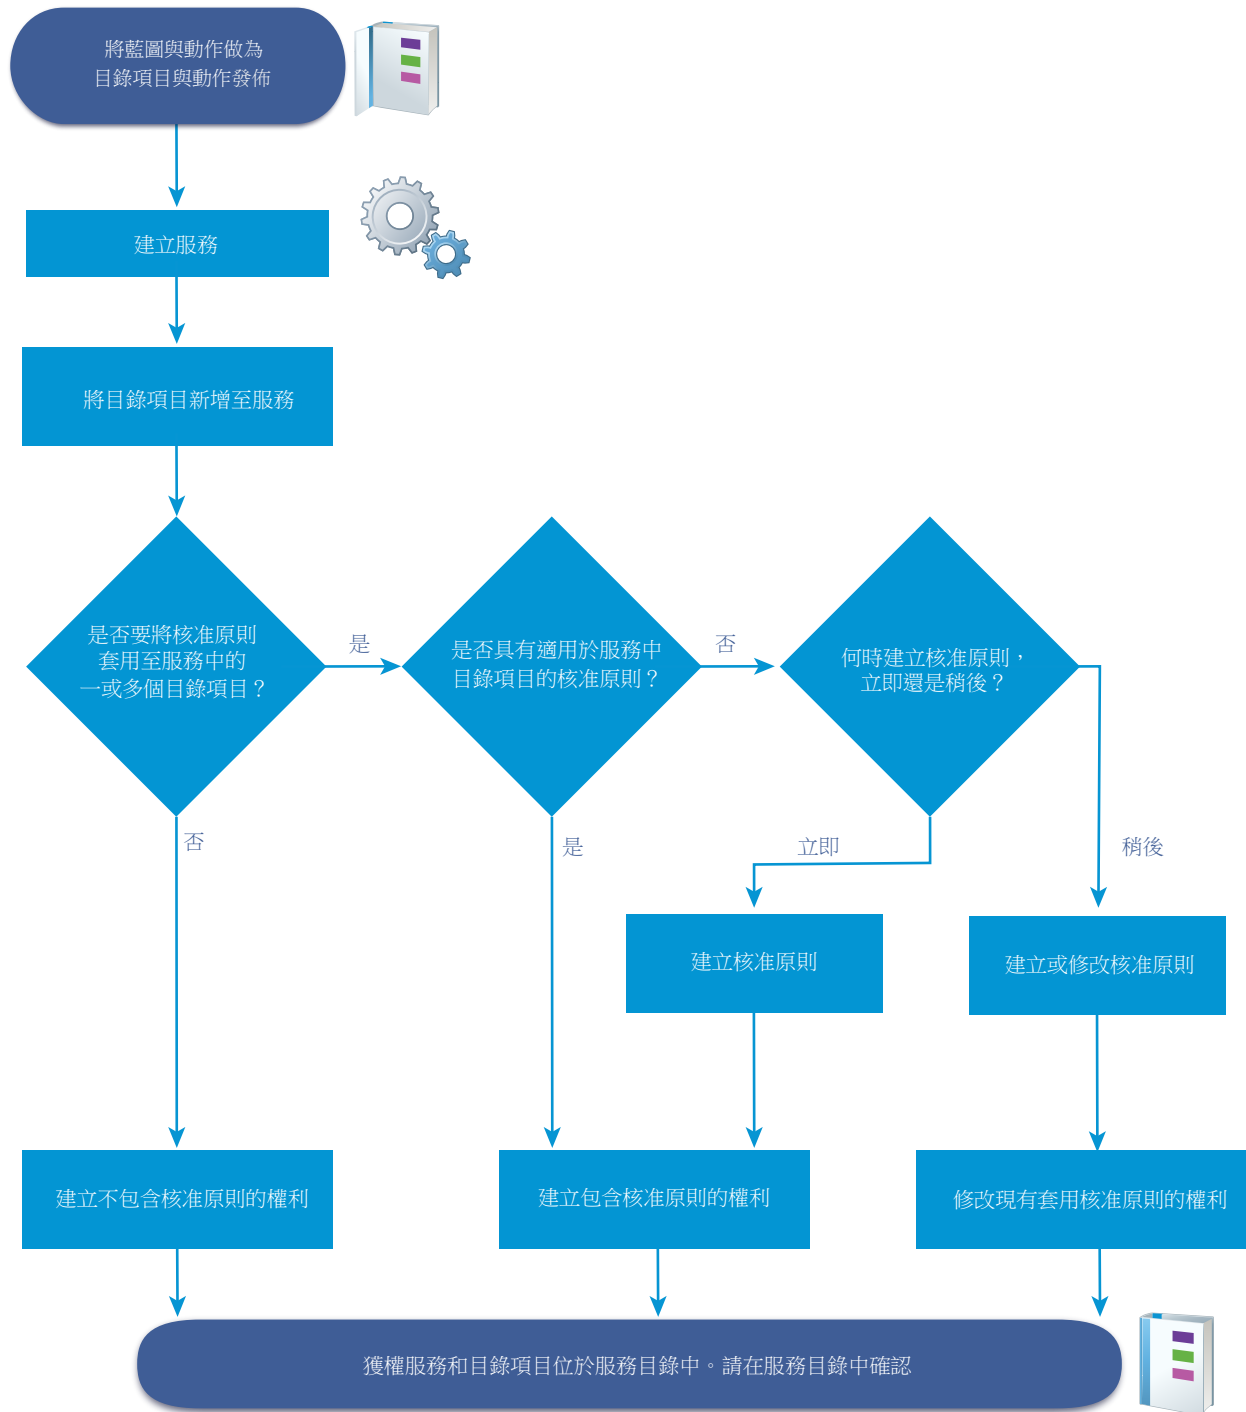 將藍圖與動作做為
目錄項目與動作發佈
建立服務
將目錄項目新增至服務
是否要將核准原則
套用至服務中的
一或多個目錄項目？
是
是否具有適用於服務中
目錄項目的核准原則？
否
何時建立核准原則，
立即還是稍後？
否
是
立即
稍後
建立核准原則
建立或修改核准原則
建立不包含核准原則的權利
建立包含核准原則的權利
修改現有套用核准原則的權利
獲權服務和目錄項目位於服務目錄中。請在服務目錄中確認